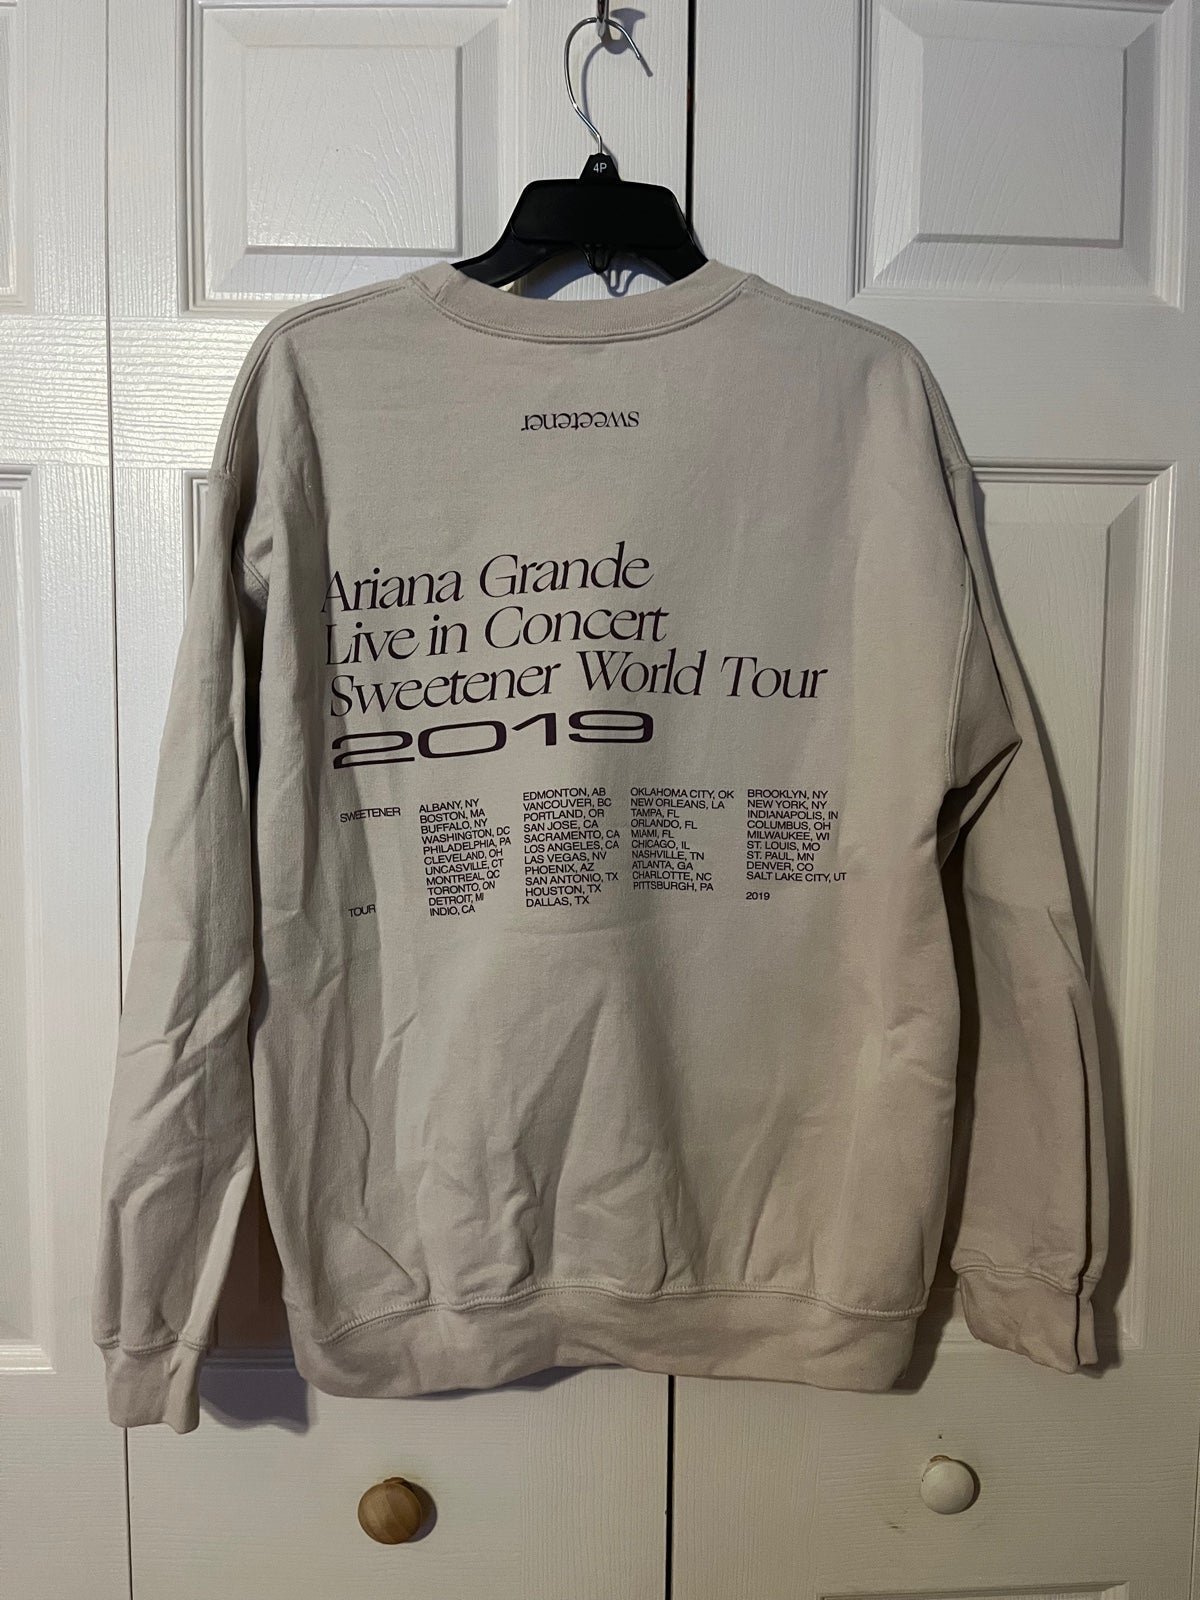 4P
sweetener
Ariana Grande
Live in Concert
Sweetener World Tour
2019
SWEETENER
TOUR
ALBANY, NY
BOSTON, MA
BUFFALO, NY
WASHINGTON, DC
PHILADELPHIA, PA
CLEVELAND, OH
UNCASVILLE, CT
MONTREAL, QC
TORONTO, ON
DETROIT, MI
INDIO, CA
EDMONTON, AB
VANCOUVER, BC
PORTLAND, OR
SAN JOSE, CA
SACRAMENTO, CA
LOS ANGELES, CA
LAS VEGAS, NV
PHOENIX, AZ
SAN ANTONIO, TX
HOUSTON, TX
DALLAS, TX
OKLAHOMA CITY, OK
NEW ORLEANS, LA
TAMPA, FL
ORLANDO, FL
MIAMI, FL
CHICAGO, IL
NASHVILLE, TN
ATLANTA, GA
CHARLOTTE, NC
PITTSBURGH, PA
BROOKLYN, NY
NEW YORK, NY
INDIANAPOLIS, IN
COLUMBUS, OH
MILWAUKEE, WI
ST. LOUIS, MO
ST. PAUL, MN
DENVER, CO
SALT LAKE CITY, UT
2019